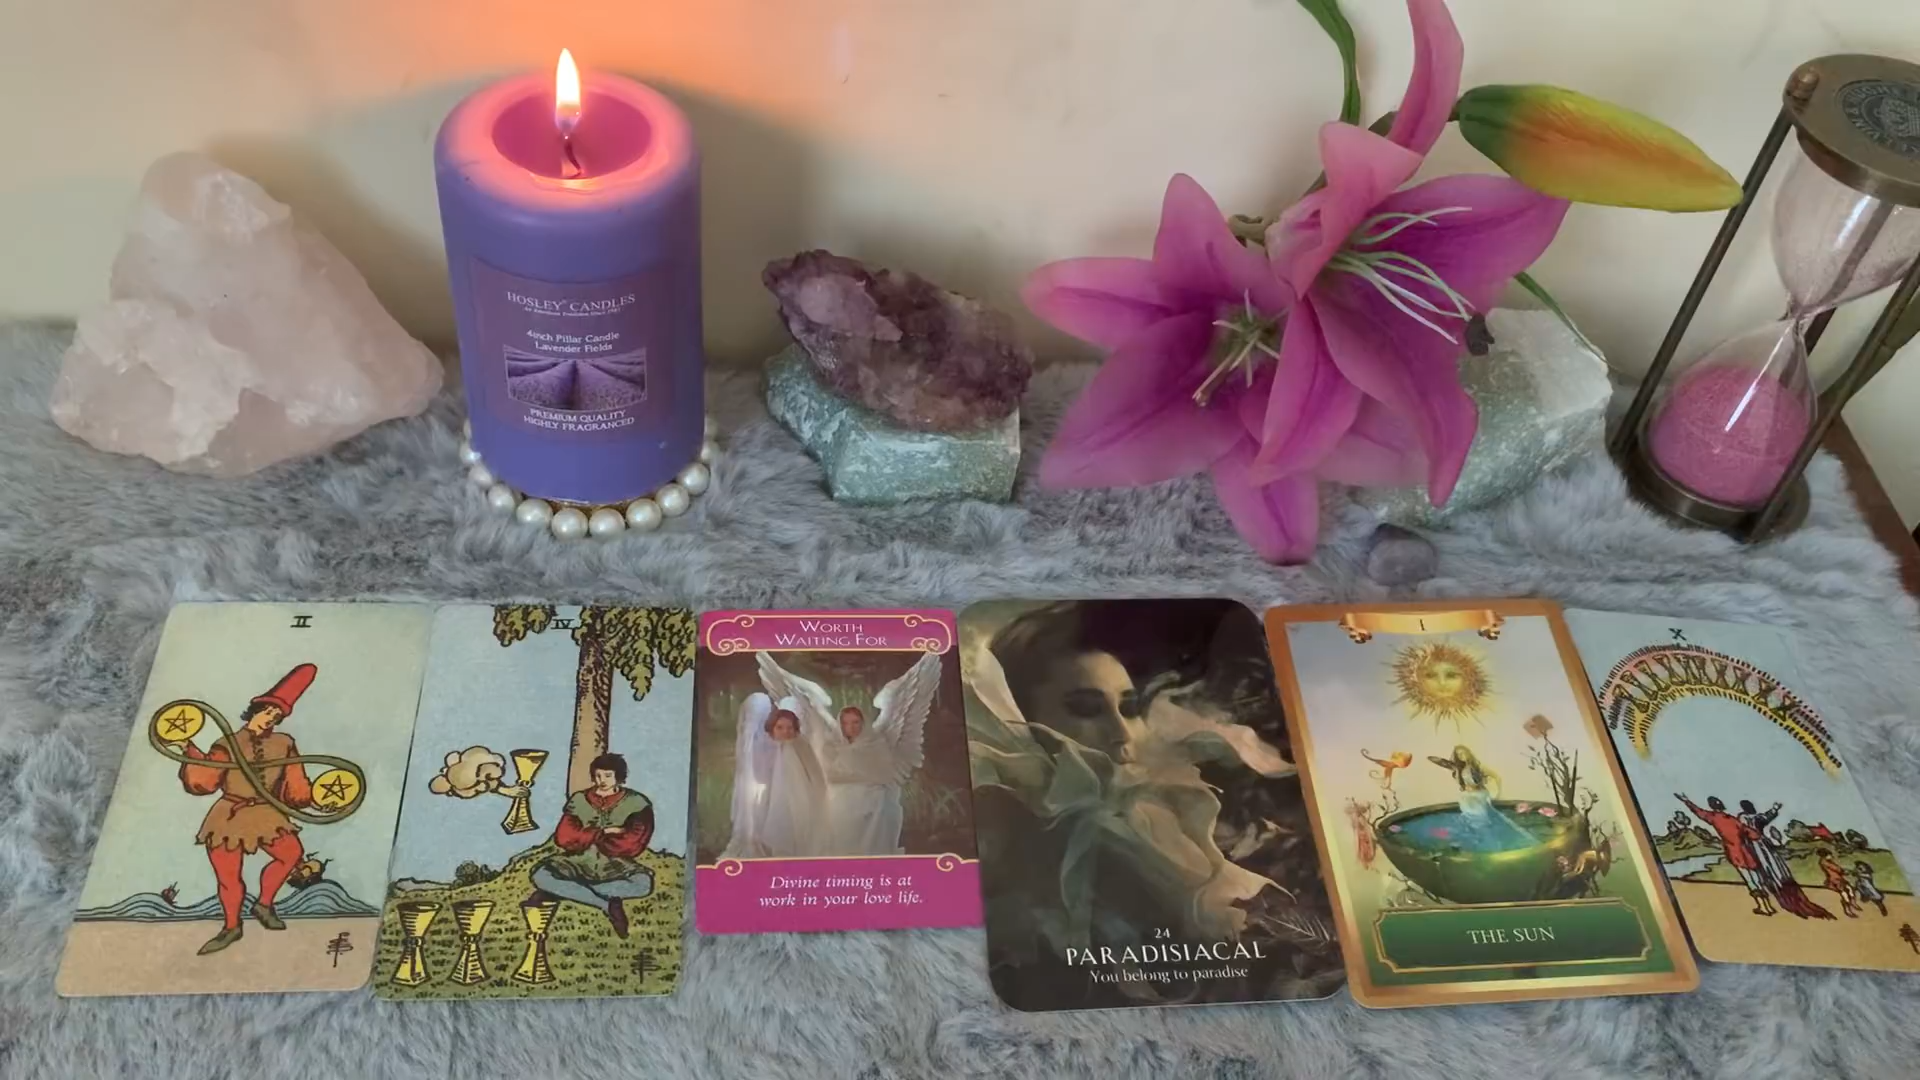 HOSLEY® CANDLES
4inch Pillar Candle
Lavender Fields
PREMIUM QUALITY
HIGHLY FRAGRANCED
II
IV
WORTH
WAITING FOR
Divine timing is at
work in your love life.
24
PARADISIACAL
You belong to paradise
I
THE SUN
X